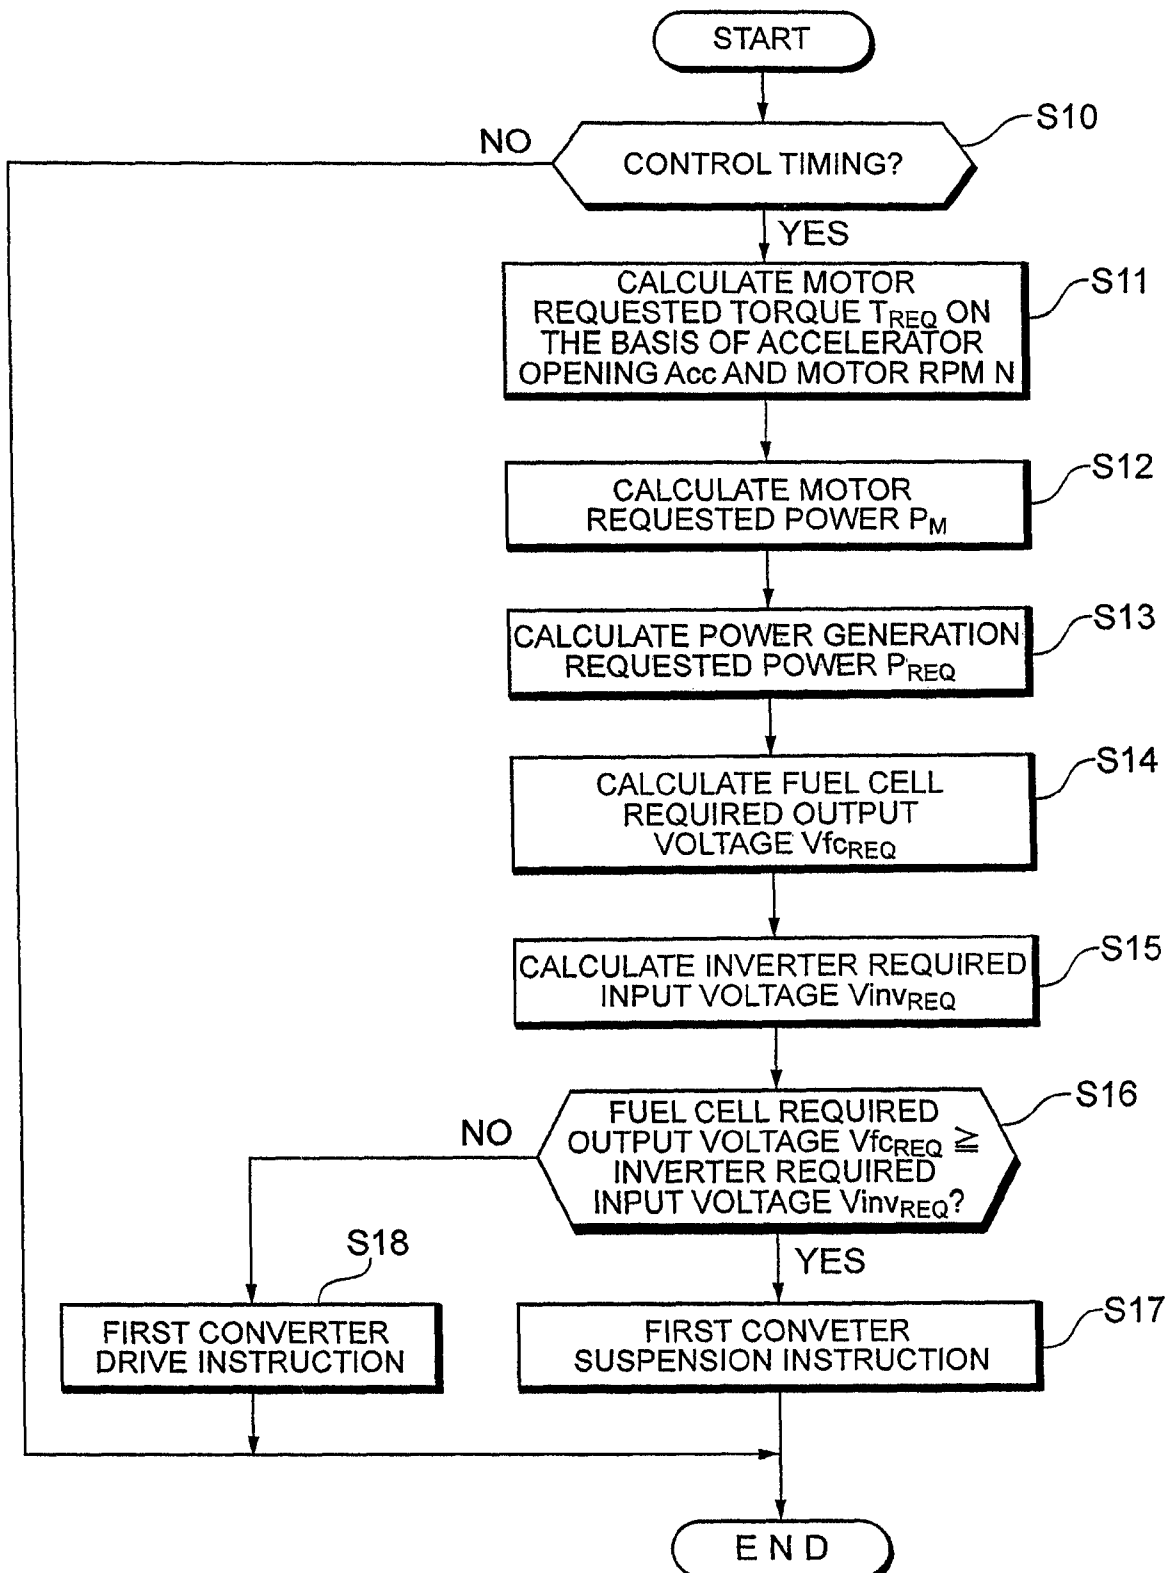 START
S10
NO
CONTROL TIMING?
YES
S11
CALCULATE MOTOR
REQUESTED TORQUE TREQ ON
THE BASIS OF ACCELERATOR
OPENING Acc AND MOTOR RPM N
S12
CALCULATE MOTOR
REQUESTED POWER PM
S13
CALCULATE POWER GENERATION
REQUESTED POWER PREQ
S14
CALCULATE FUEL CELL
REQUIRED OUTPUT
VOLTAGE VfcREQ
S15
CALCULATE INVERTER REQUIRED
INPUT VOLTAGE VinvREQ
S16
NO
FUEL CELL REQUIRED
OUTPUT VOLTAGE VfcREQ ≧
INVERTER REQUIRED
INPUT VOLTAGE VinvREQ?
YES
S18
FIRST CONVERTER
DRIVE INSTRUCTION
S17
FIRST CONVETER
SUSPENSION INSTRUCTION
END